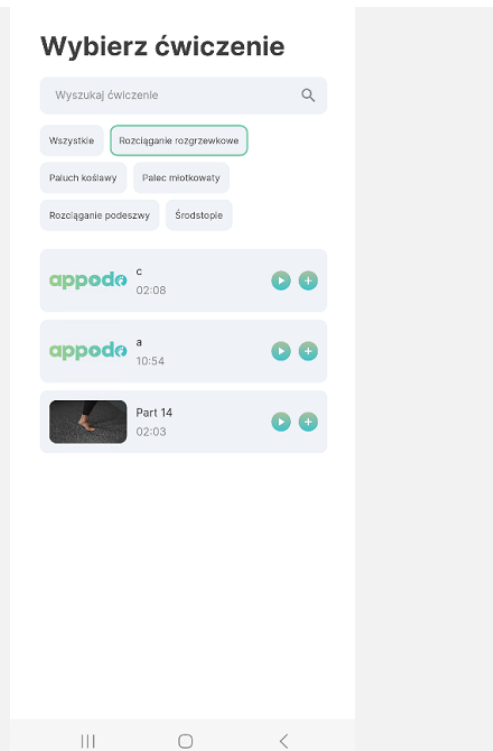 Wybierz ćwiczenie
Wyszukaj ćwiczenie
Wszystkie
Rozciąganie rozgrzewkowe
Paluch koślawy
Palec młotkowaty
Rozciąganie podeszwy
Środstopie
appodo
c
02:08
appodo
a
10:54
Part 14
02:03